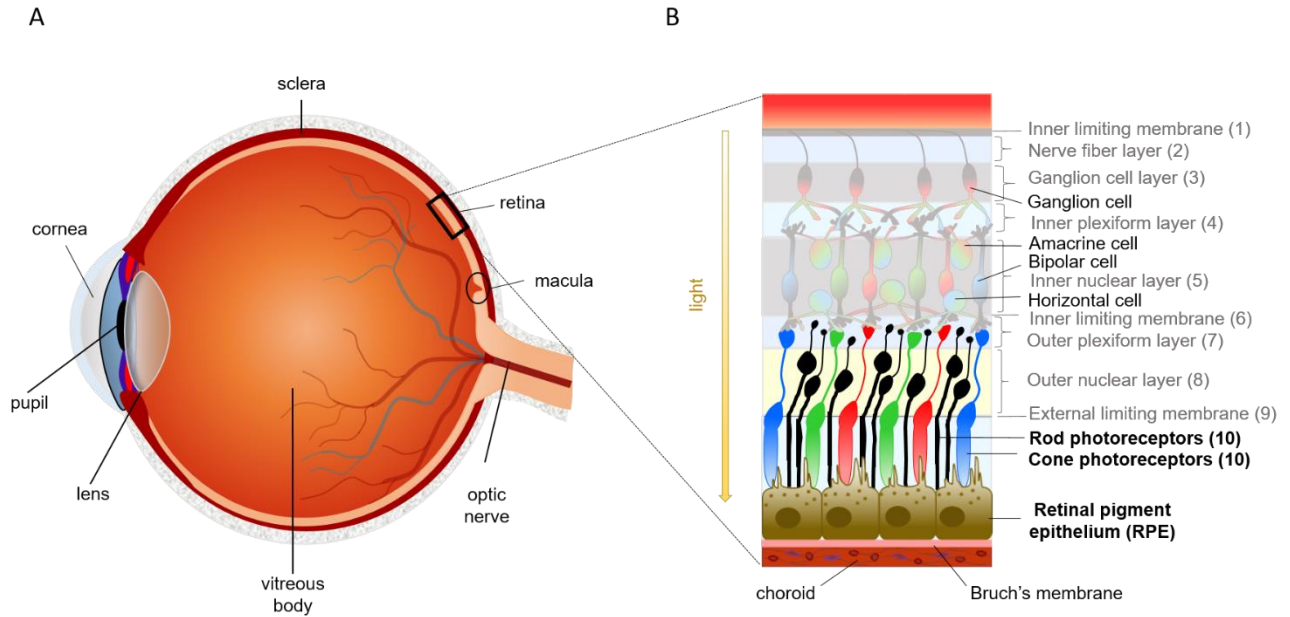 A
B
sclera
retina
cornea
macula
pupil
lens
optic
nerve
vitreous
body
light
Inner limiting membrane (1)
Nerve fiber layer (2)
Ganglion cell layer (3)
Ganglion cell
Inner plexiform layer (4)
Amacrine cell
Bipolar cell
Inner nuclear layer (5)
Horizontal cell
Inner limiting membrane (6)
Outer plexiform layer (7)
Outer nuclear layer (8)
External limiting membrane (9)
Rod photoreceptors (10)
Cone photoreceptors (10)
Retinal pigment
epithelium (RPE)
choroid
Bruch's membrane